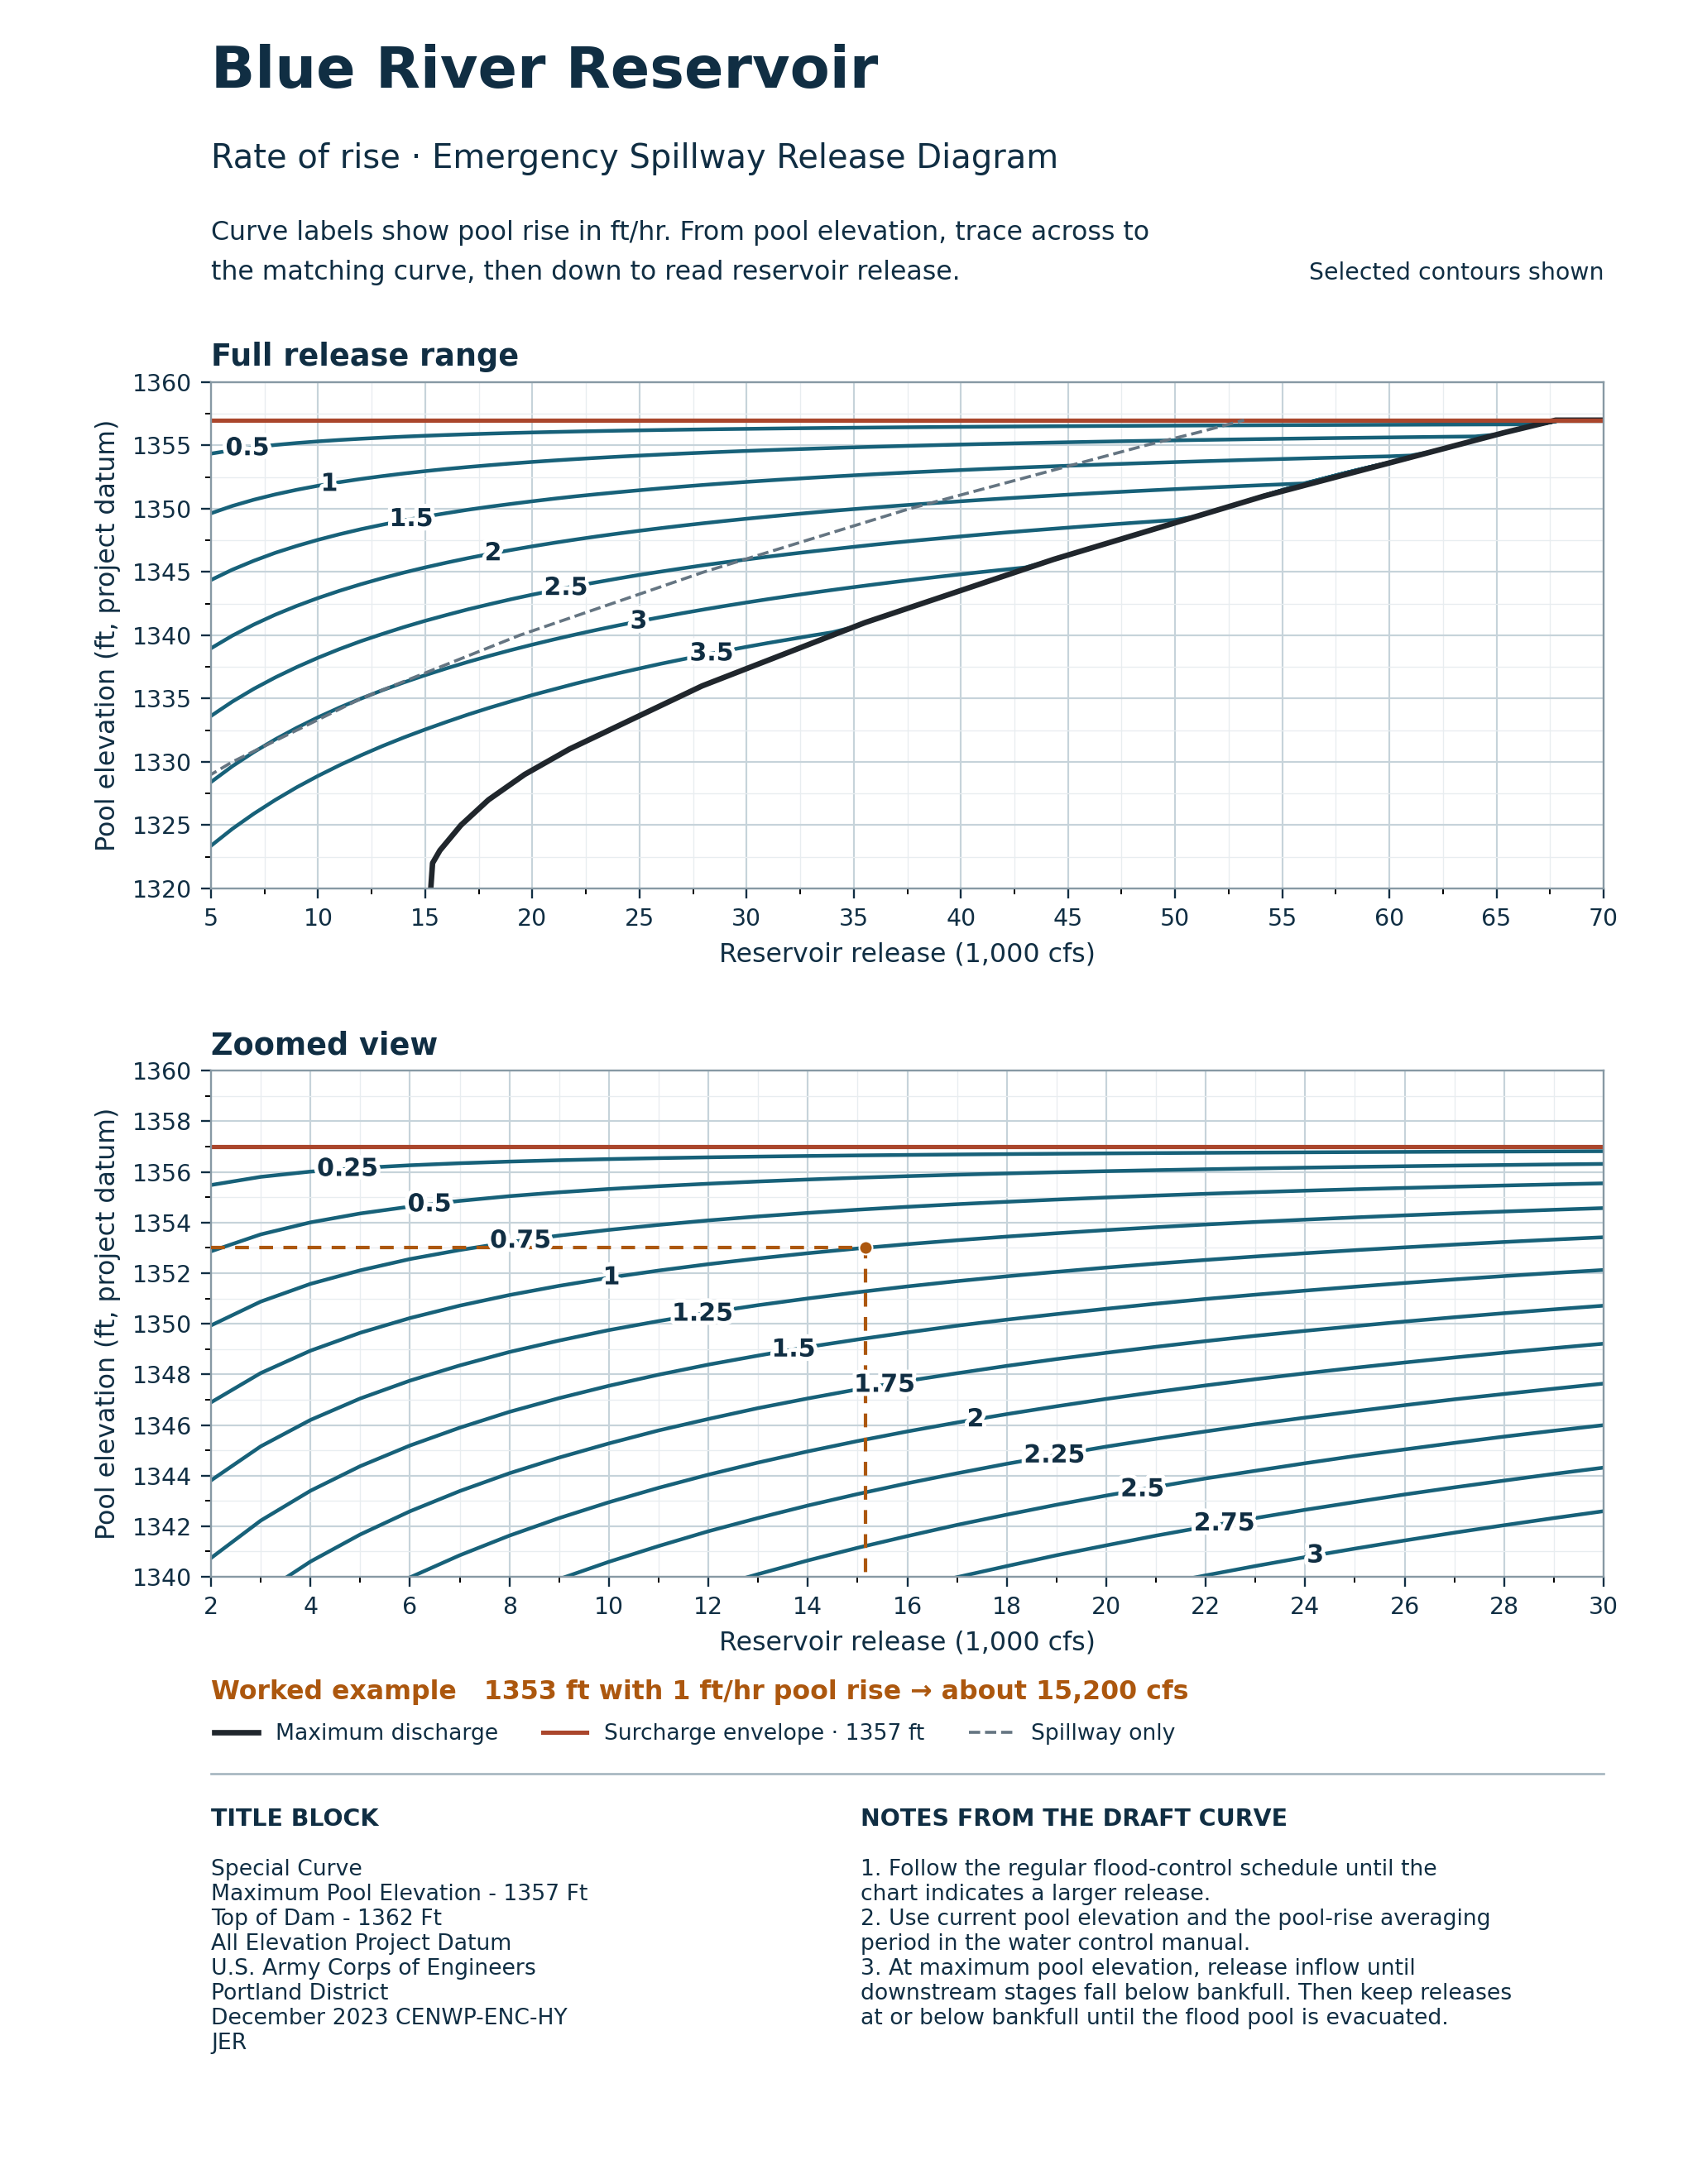 Blue River Reservoir
Rate of rise · Emergency Spillway Release Diagram
Curve labels show pool rise in ft/hr. From pool elevation, trace across to
the matching curve, then down to read reservoir release.
Selected contours shown
Full release range
Pool elevation (ft, project datum)
1360
1355
1350
1345
1340
1335
1330
1325
1320
0.5
1
1.5
2
2.5
3
3.5
5 10 15 20 25 30 35 40 45 50 55 60 65 70
Reservoir release (1,000 cfs)
Zoomed view
Pool elevation (ft, project datum)
1360
1358
1356
1354
1352
1350
1348
1346
1344
1342
1340
0.25
0.5
0.75
1
1.25
1.5
1.75
2
2.25
2.5
2.75
3
2 4 6 8 10 12 14 16 18 20 22 24 26 28 30
Reservoir release (1,000 cfs)
Worked example 1353 ft with 1 ft/hr pool rise → about 15,200 cfs
Maximum discharge Surcharge envelope · 1357 ft Spillway only
TITLE BLOCK
Special Curve
Maximum Pool Elevation - 1357 Ft
Top of Dam - 1362 Ft
All Elevation Project Datum
U.S. Army Corps of Engineers
Portland District
December 2023 CENWP-ENC-HY
JER
NOTES FROM THE DRAFT CURVE
1. Follow the regular flood-control schedule until the
chart indicates a larger release.
2. Use current pool elevation and the pool-rise averaging
period in the water control manual.
3. At maximum pool elevation, release inflow until
downstream stages fall below bankfull. Then keep releases
at or below bankfull until the flood pool is evacuated.